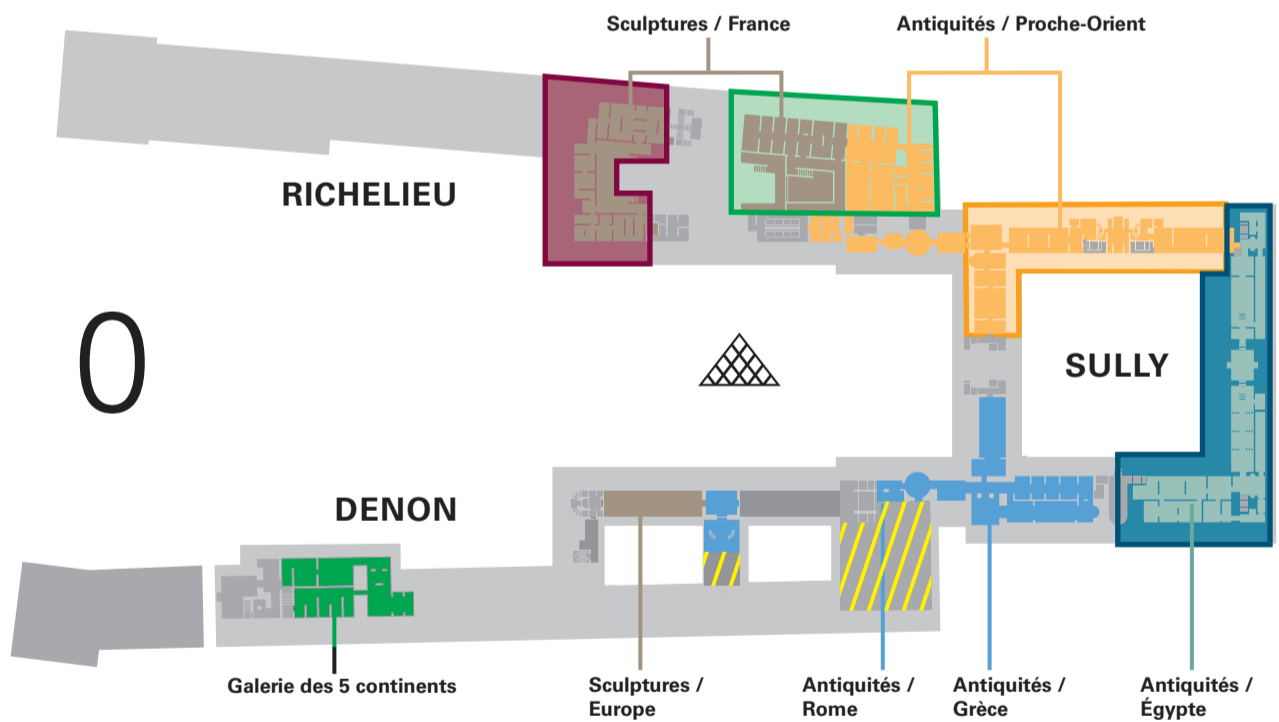 Sculptures / France
Antiquités / Proche-Orient
RICHELIEU
0
SULLY
DENON
Galerie des 5 continents
Sculptures /
Europe
Antiquités /
Rome
Antiquités /
Grèce
Antiquités /
Égypte